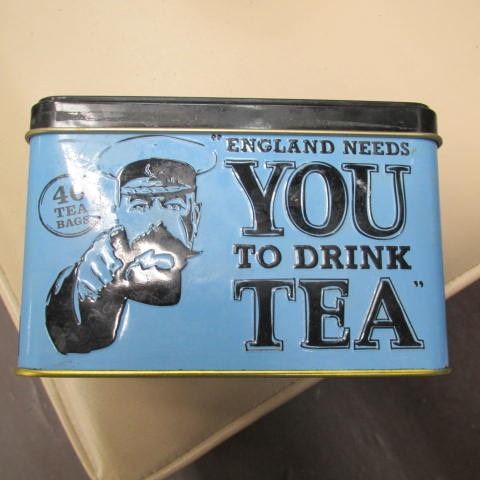 40
TEA
BAGS
"ENGLAND NEEDS
YOU
TO DRINK
TEA"